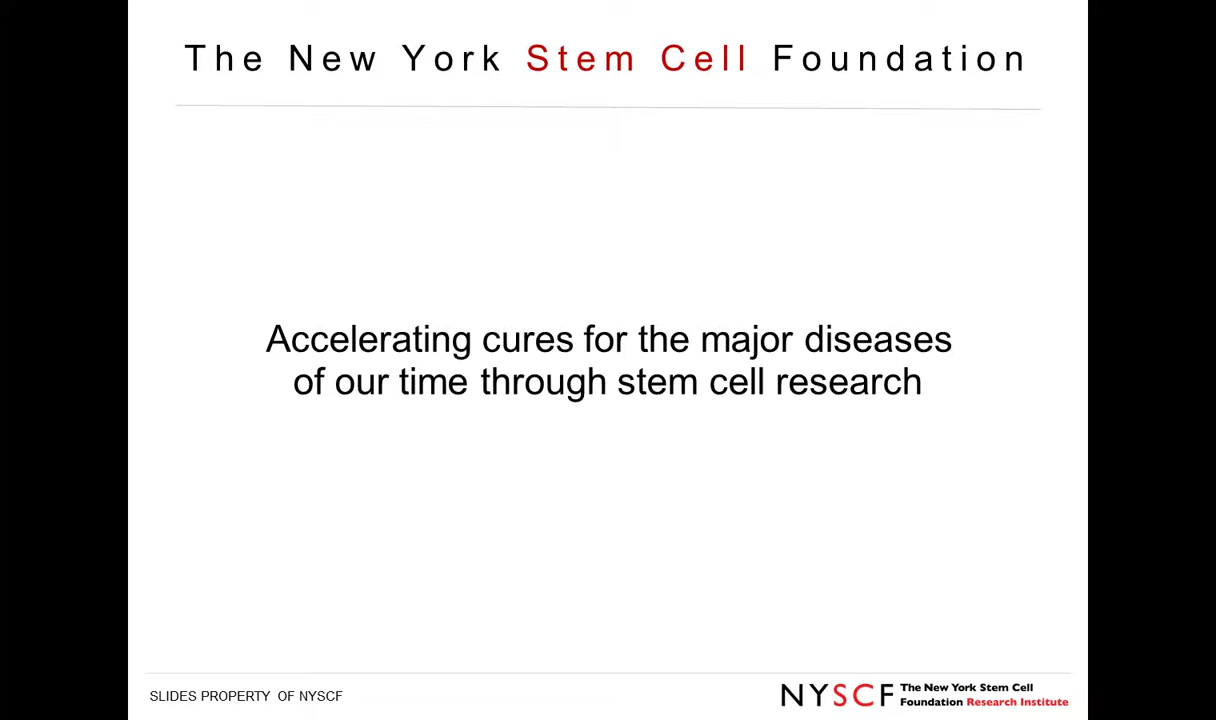 The New York Stem Cell Foundation
Accelerating cures for the major diseases
of our time through stem cell research
SLIDES PROPERTY OF NYSCF
NYSCF
The New York Stem Cell
Foundation Research Institute